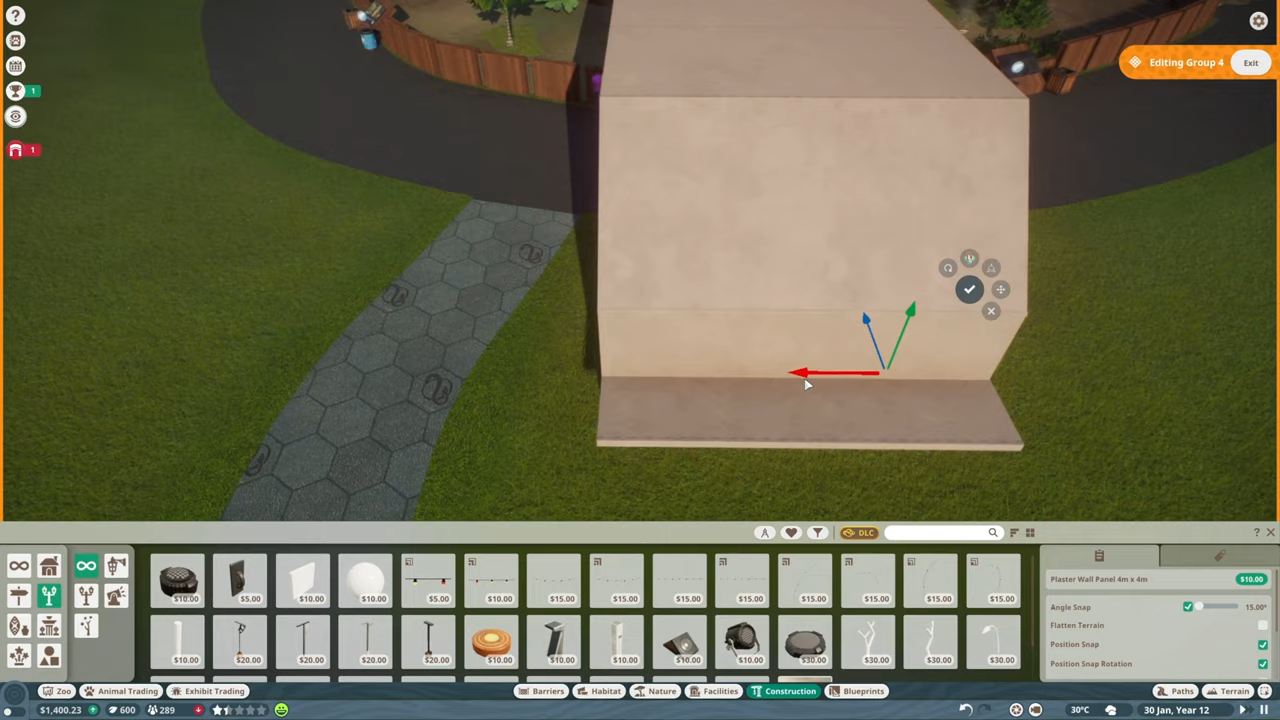 ?
Editing Group 4 Exit
1
1
DLC
? ×
$10.00 $5.00 $10.00 $10.00 $5.00 $10.00 $15.00 $15.00 $15.00 $15.00 $15.00 $15.00 $15.00 $15.00
$10.00 $20.00 $20.00 $20.00 $20.00 $10.00 $10.00 $10.00 $10.00 $10.00 $30.00 $30.00 $30.00 $30.00
Plaster Wall Panel 4m x 4m $10.00
Angle Snap 15.00°
Flatten Terrain
Position Snap
Position Snap Rotation
Zoo Animal Trading Exhibit Trading Barriers Habitat Nature Facilities Construction Blueprints Paths Terrain
$1,400.23 600 289 30°C 30 Jan, Year 12